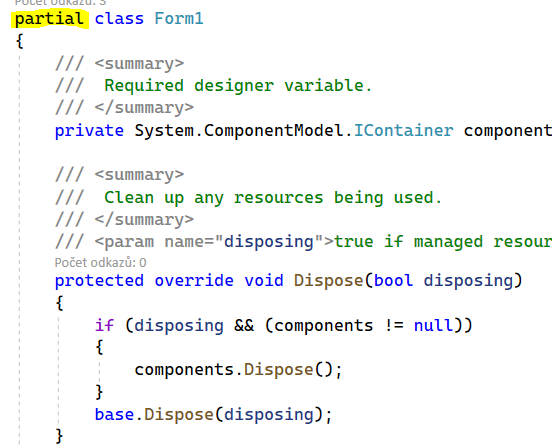 Počet odkazů: 3
partial class Form1
{
/// <summary>
/// Required designer variable.
/// </summary>
private System.ComponentModel.IContainer component
/// <summary>
/// Clean up any resources being used.
/// </summary>
/// <param name="disposing">true if managed resour
Počet odkazů: 0
protected override void Dispose(bool disposing)
{
if (disposing && (components != null))
{
components.Dispose();
}
base.Dispose(disposing);
}